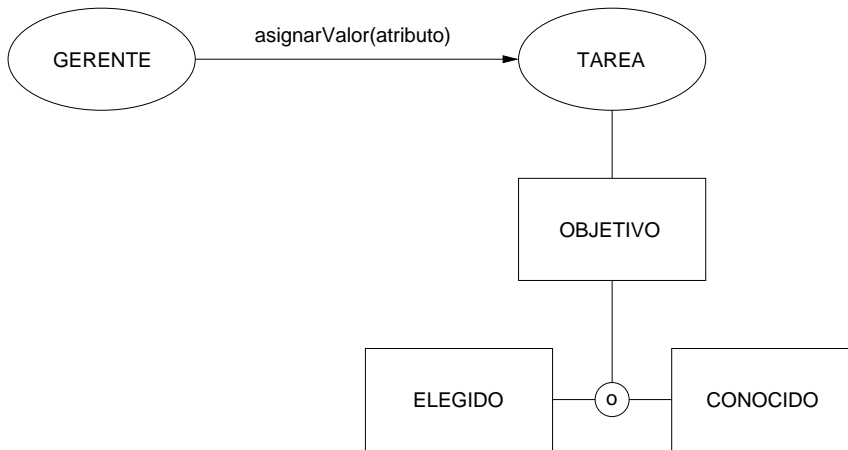 asignarValor(atributo)
GERENTE
TAREA
OBJETIVO
ELEGIDO
o
CONOCIDO